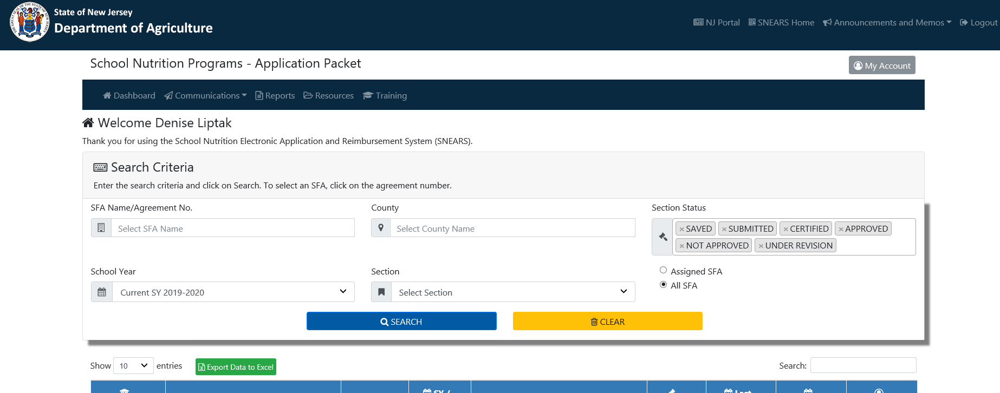 State of New Jersey
Department of Agriculture
NJ Portal SNEARS Home Announcements and Memos Logout
School Nutrition Programs - Application Packet
My Account
Dashboard Communications Reports Resources Training
Welcome Denise Liptak
Thank you for using the School Nutrition Electronic Application and Reimbursement System (SNEARS).
Search Criteria
Enter the search criteria and click on Search. To select an SFA, click on the agreement number.
SFA Name/Agreement No. County Section Status
Select SFA Name Select County Name × SAVED × SUBMITTED × CERTIFIED × APPROVED
× NOT APPROVED × UNDER REVISION
School Year Section Assigned SFA
All SFA
Current SY 2019-2020 Select Section
SEARCH CLEAR
Show 10 entries Export Data to Excel Search:
SY / Last